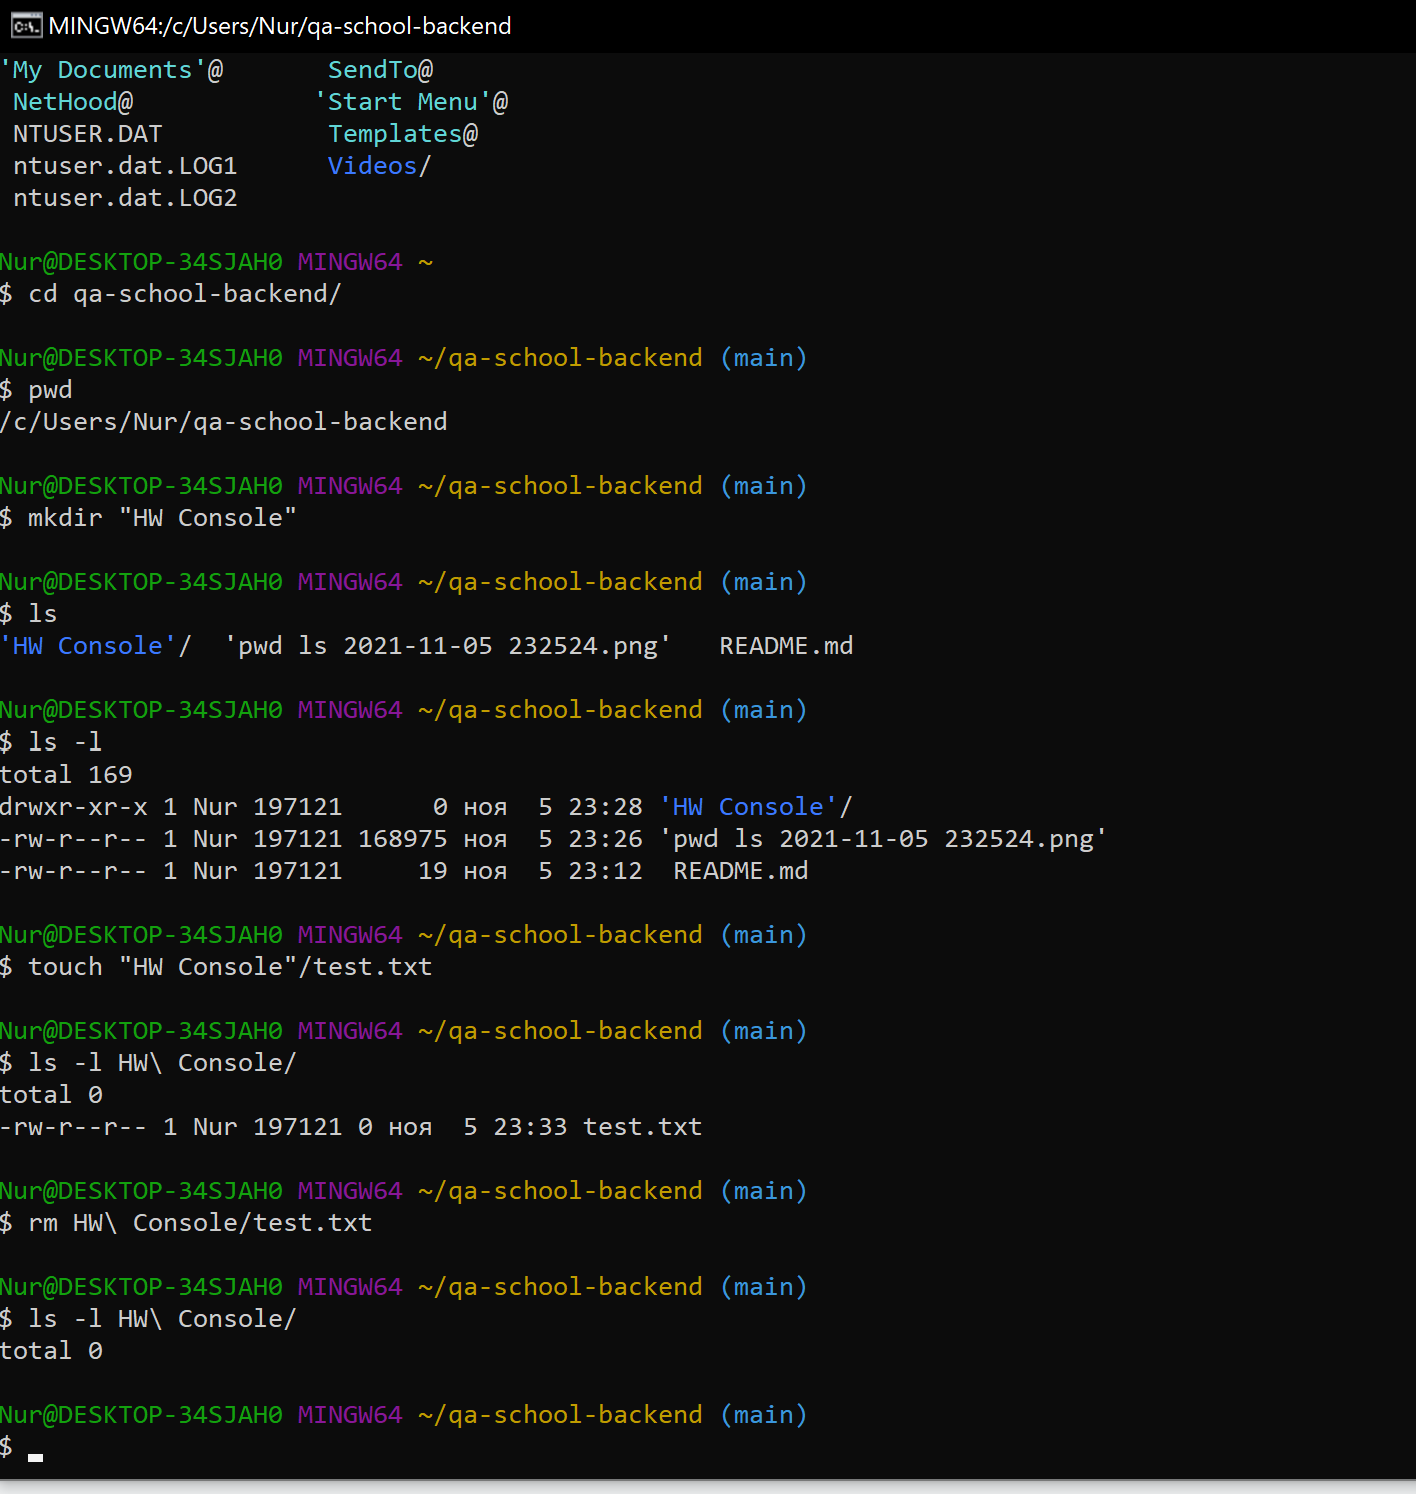 MINGW64:/c/Users/Nur/qa-school-backend
'My Documents'@       SendTo@
 NetHood@            'Start Menu'@
 NTUSER.DAT           Templates@
 ntuser.dat.LOG1      Videos/
 ntuser.dat.LOG2
Nur@DESKTOP-34SJAH0 MINGW64 ~
$ cd qa-school-backend/
Nur@DESKTOP-34SJAH0 MINGW64 ~/qa-school-backend (main)
$ pwd
/c/Users/Nur/qa-school-backend
Nur@DESKTOP-34SJAH0 MINGW64 ~/qa-school-backend (main)
$ mkdir "HW Console"
Nur@DESKTOP-34SJAH0 MINGW64 ~/qa-school-backend (main)
$ ls
'HW Console'/  'pwd ls 2021-11-05 232524.png'   README.md
Nur@DESKTOP-34SJAH0 MINGW64 ~/qa-school-backend (main)
$ ls -l
total 169
drwxr-xr-x 1 Nur 197121      0 ноя  5 23:28 'HW Console'/
-rw-r--r-- 1 Nur 197121 168975 ноя  5 23:26 'pwd ls 2021-11-05 232524.png'
-rw-r--r-- 1 Nur 197121     19 ноя  5 23:12  README.md
Nur@DESKTOP-34SJAH0 MINGW64 ~/qa-school-backend (main)
$ touch "HW Console"/test.txt
Nur@DESKTOP-34SJAH0 MINGW64 ~/qa-school-backend (main)
$ ls -l HW\ Console/
total 0
-rw-r--r-- 1 Nur 197121 0 ноя  5 23:33 test.txt
Nur@DESKTOP-34SJAH0 MINGW64 ~/qa-school-backend (main)
$ rm HW\ Console/test.txt
Nur@DESKTOP-34SJAH0 MINGW64 ~/qa-school-backend (main)
$ ls -l HW\ Console/
total 0
Nur@DESKTOP-34SJAH0 MINGW64 ~/qa-school-backend (main)
$